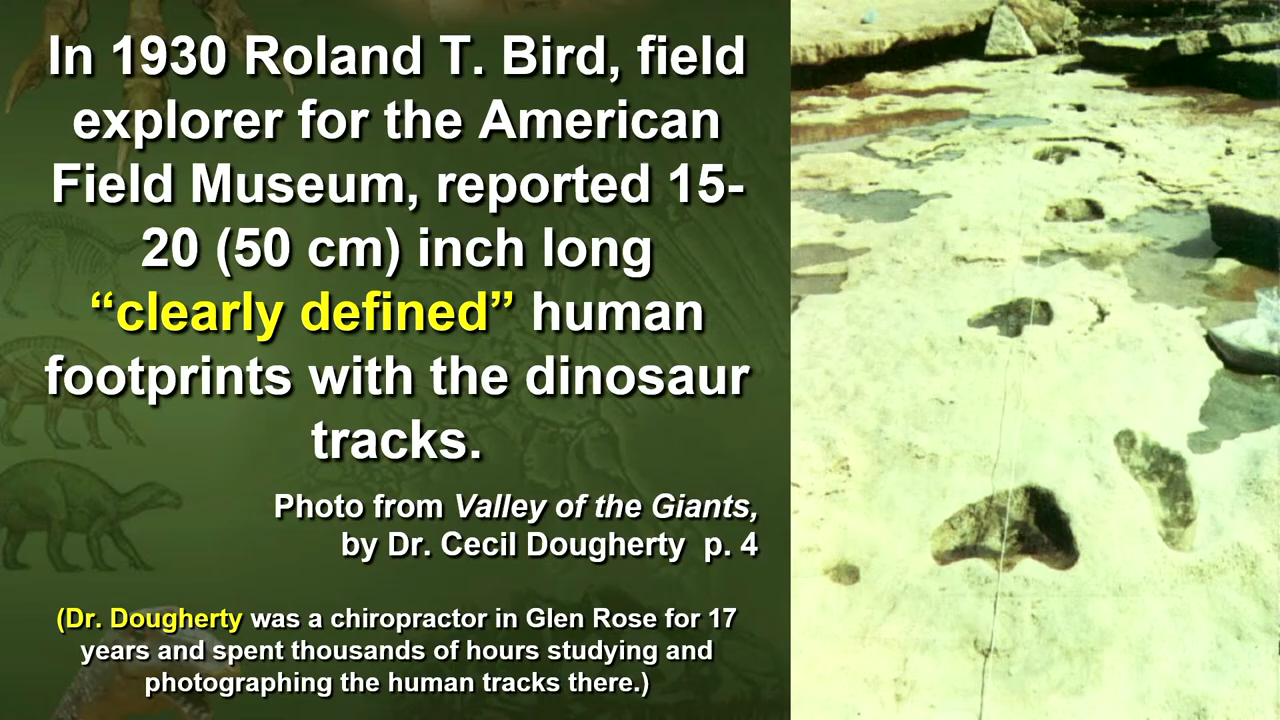 In 1930 Roland T. Bird, field
explorer for the American
Field Museum, reported 15-
20 (50 cm) inch long
“clearly defined” human
footprints with the dinosaur
tracks.
Photo from Valley of the Giants,
by Dr. Cecil Dougherty p. 4
(Dr. Dougherty was a chiropractor in Glen Rose for 17
years and spent thousands of hours studying and
photographing the human tracks there.)